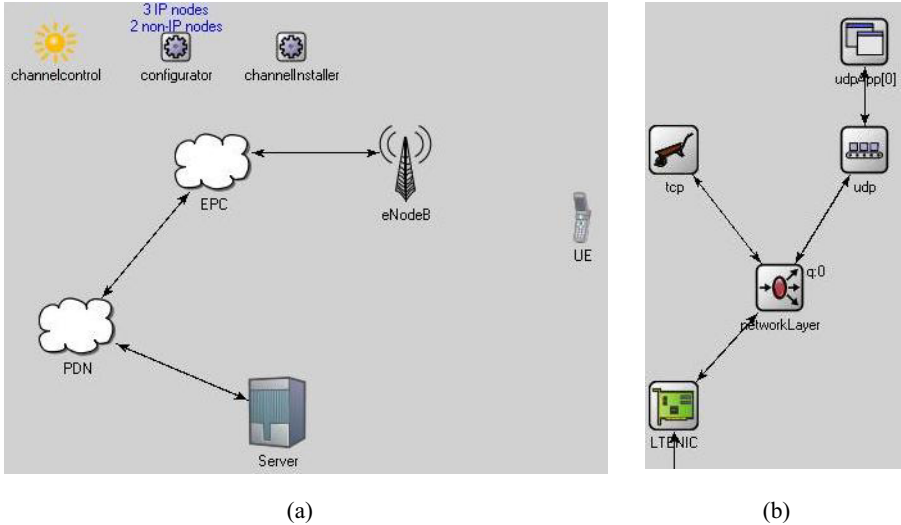 3 IP nodes
2 non-IP nodes
channelcontrol
configurator
channelInstaller
EPC
eNodeB
UE
PDN
Server
(a)
udpApp[0]
tcp
udp
q:0
networkLayer
LTENIC
(b)